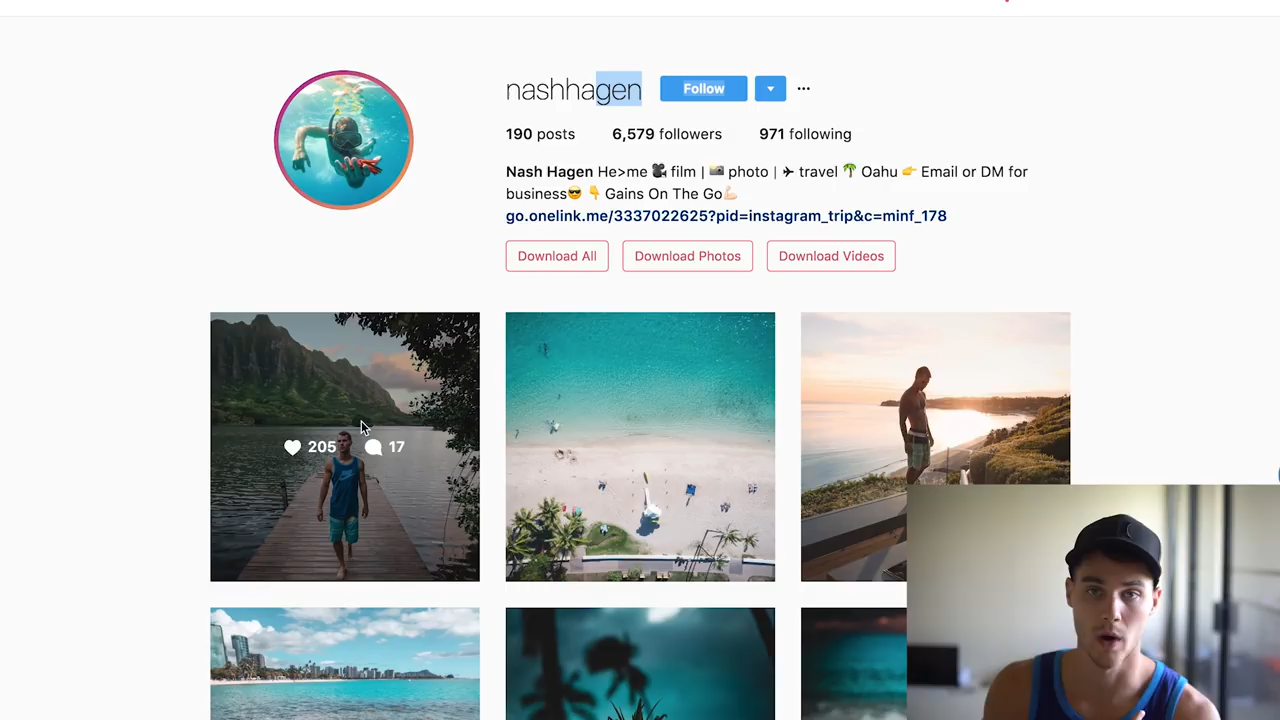 nashhagen Follow ...
190 posts 6,579 followers 971 following
Nash Hagen He>me 🎥 film | 📸 photo | ✈ travel 🌴 Oahu 👉 Email or DM for
business😎 👇 Gains On The Go💪🏻
go.onelink.me/3337022625?pid=instagram_trip&c=minf_178
Download All Download Photos Download Videos
205 17